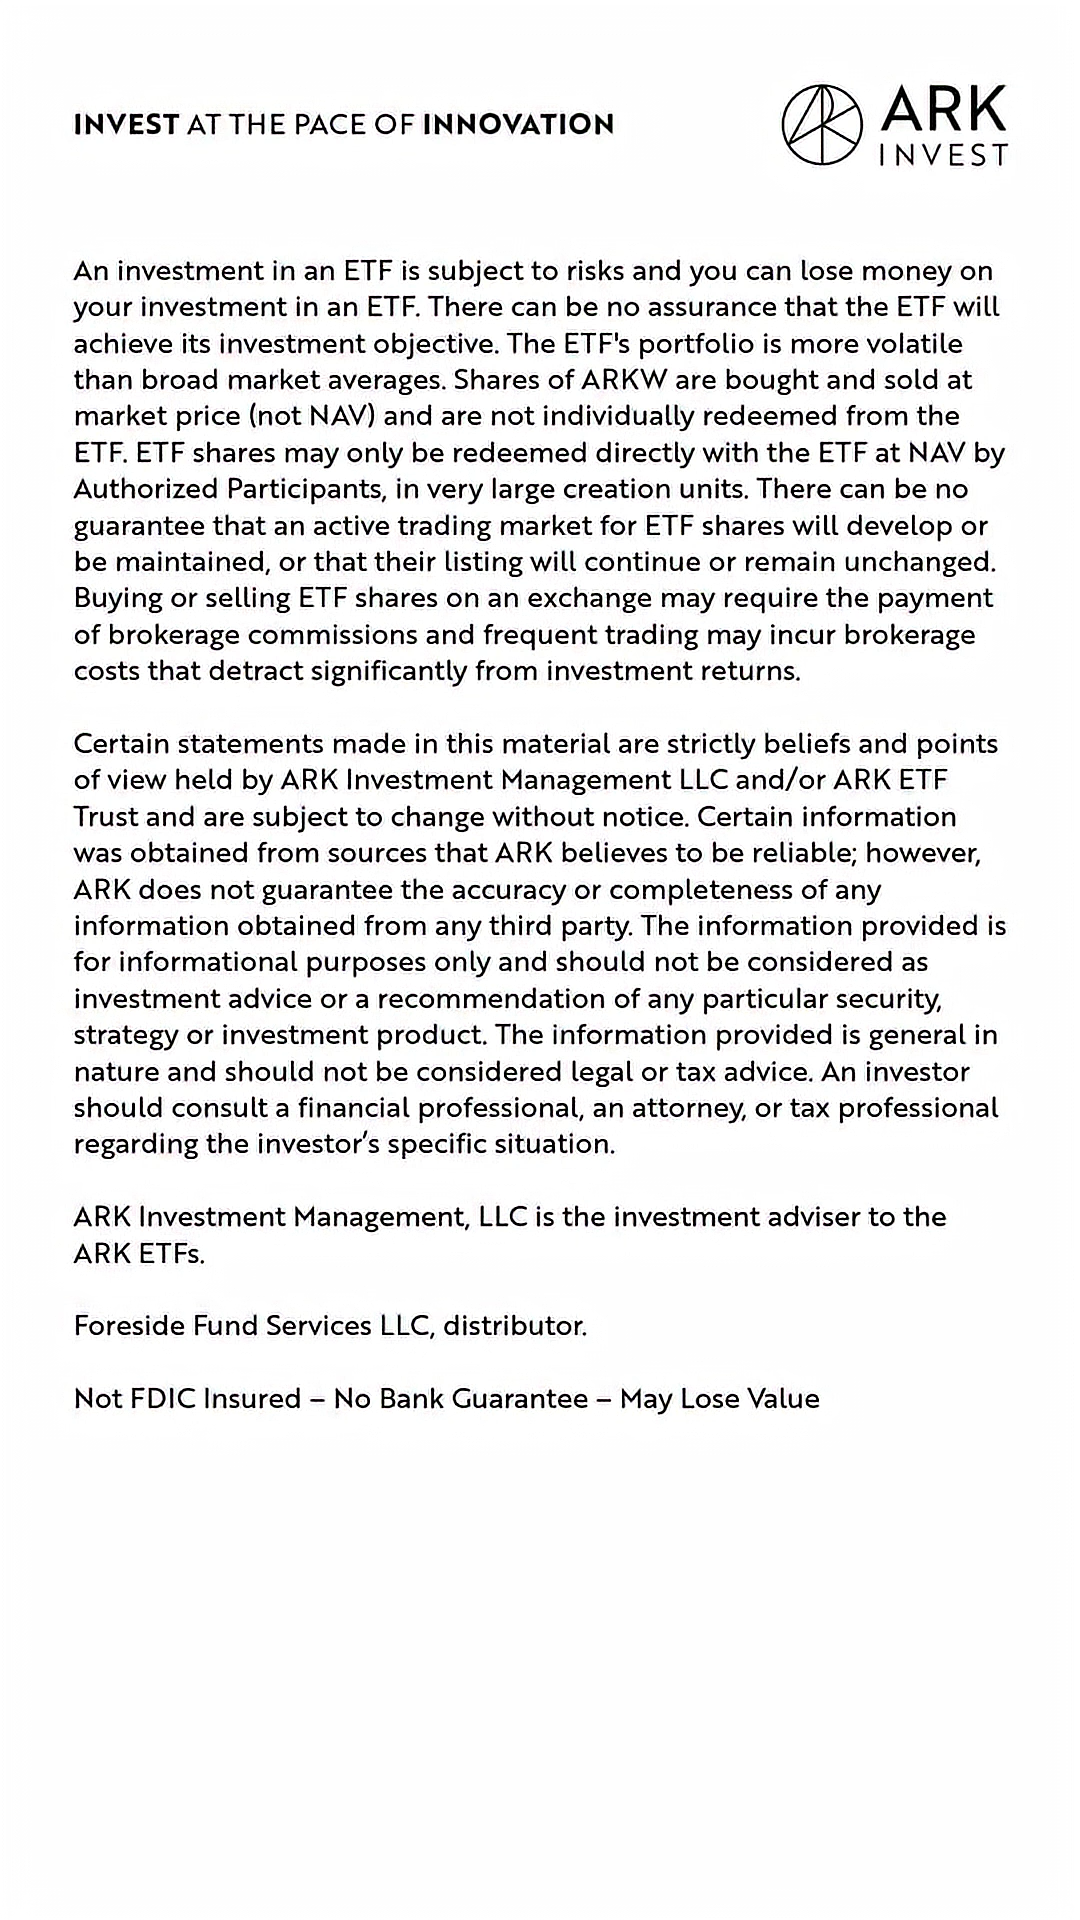 INVEST AT THE PACE OF INNOVATION
ARK
INVEST
An investment in an ETF is subject to risks and you can lose money on
your investment in an ETF. There can be no assurance that the ETF will
achieve its investment objective. The ETF's portfolio is more volatile
than broad market averages. Shares of ARKW are bought and sold at
market price (not NAV) and are not individually redeemed from the
ETF. ETF shares may only be redeemed directly with the ETF at NAV by
Authorized Participants, in very large creation units. There can be no
guarantee that an active trading market for ETF shares will develop or
be maintained, or that their listing will continue or remain unchanged.
Buying or selling ETF shares on an exchange may require the payment
of brokerage commissions and frequent trading may incur brokerage
costs that detract significantly from investment returns.
Certain statements made in this material are strictly beliefs and points
of view held by ARK Investment Management LLC and/or ARK ETF
Trust and are subject to change without notice. Certain information
was obtained from sources that ARK believes to be reliable; however,
ARK does not guarantee the accuracy or completeness of any
information obtained from any third party. The information provided is
for informational purposes only and should not be considered as
investment advice or a recommendation of any particular security,
strategy or investment product. The information provided is general in
nature and should not be considered legal or tax advice. An investor
should consult a financial professional, an attorney, or tax professional
regarding the investor’s specific situation.
ARK Investment Management, LLC is the investment adviser to the
ARK ETFs.
Foreside Fund Services LLC, distributor.
Not FDIC Insured – No Bank Guarantee – May Lose Value